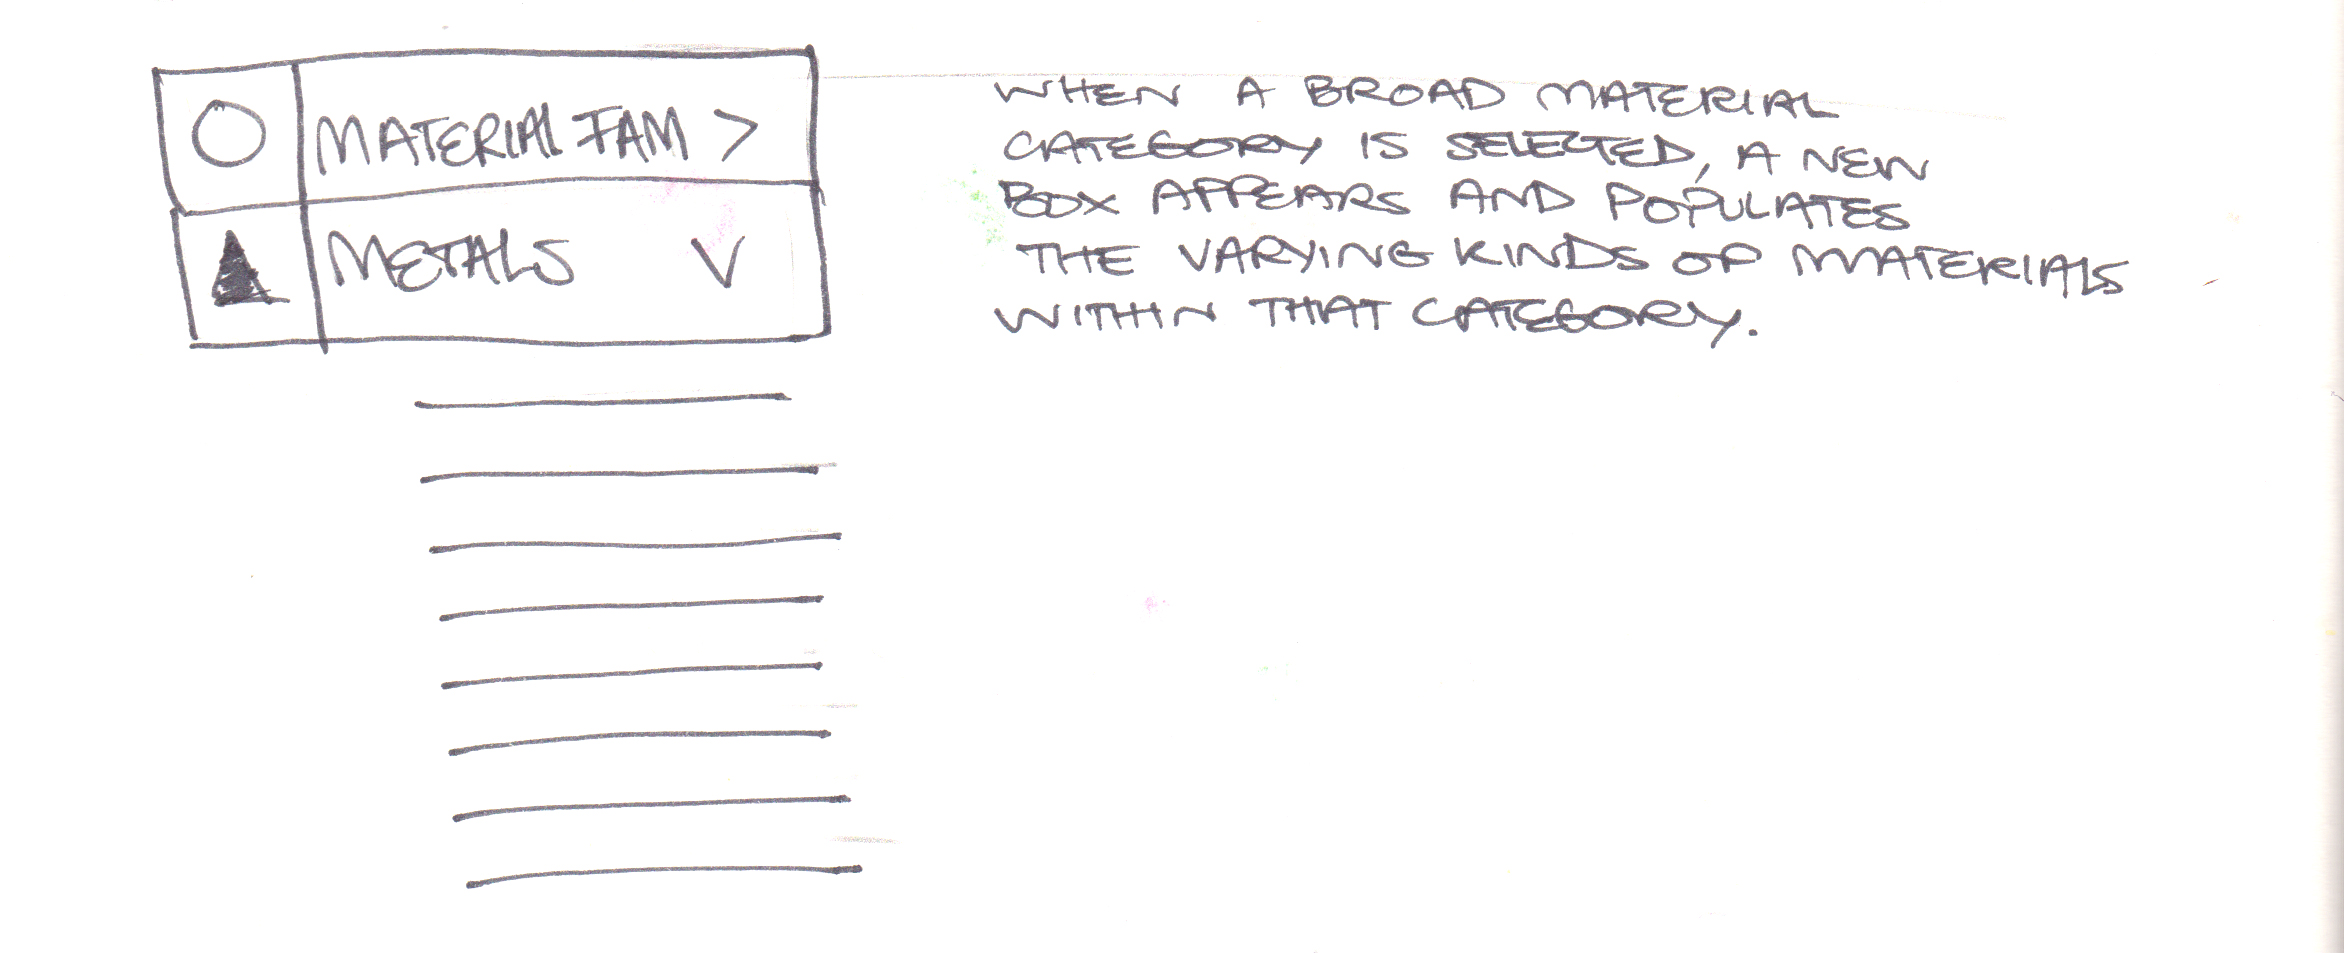 MATERIAL FAM >
METALS V
WHEN A BROAD MATERIAL
CATEGORY IS SELECTED, A NEW
BOX APPEARS AND POPULATES
THE VARYING KINDS OF MATERIALS
WITHIN THAT CATEGORY.